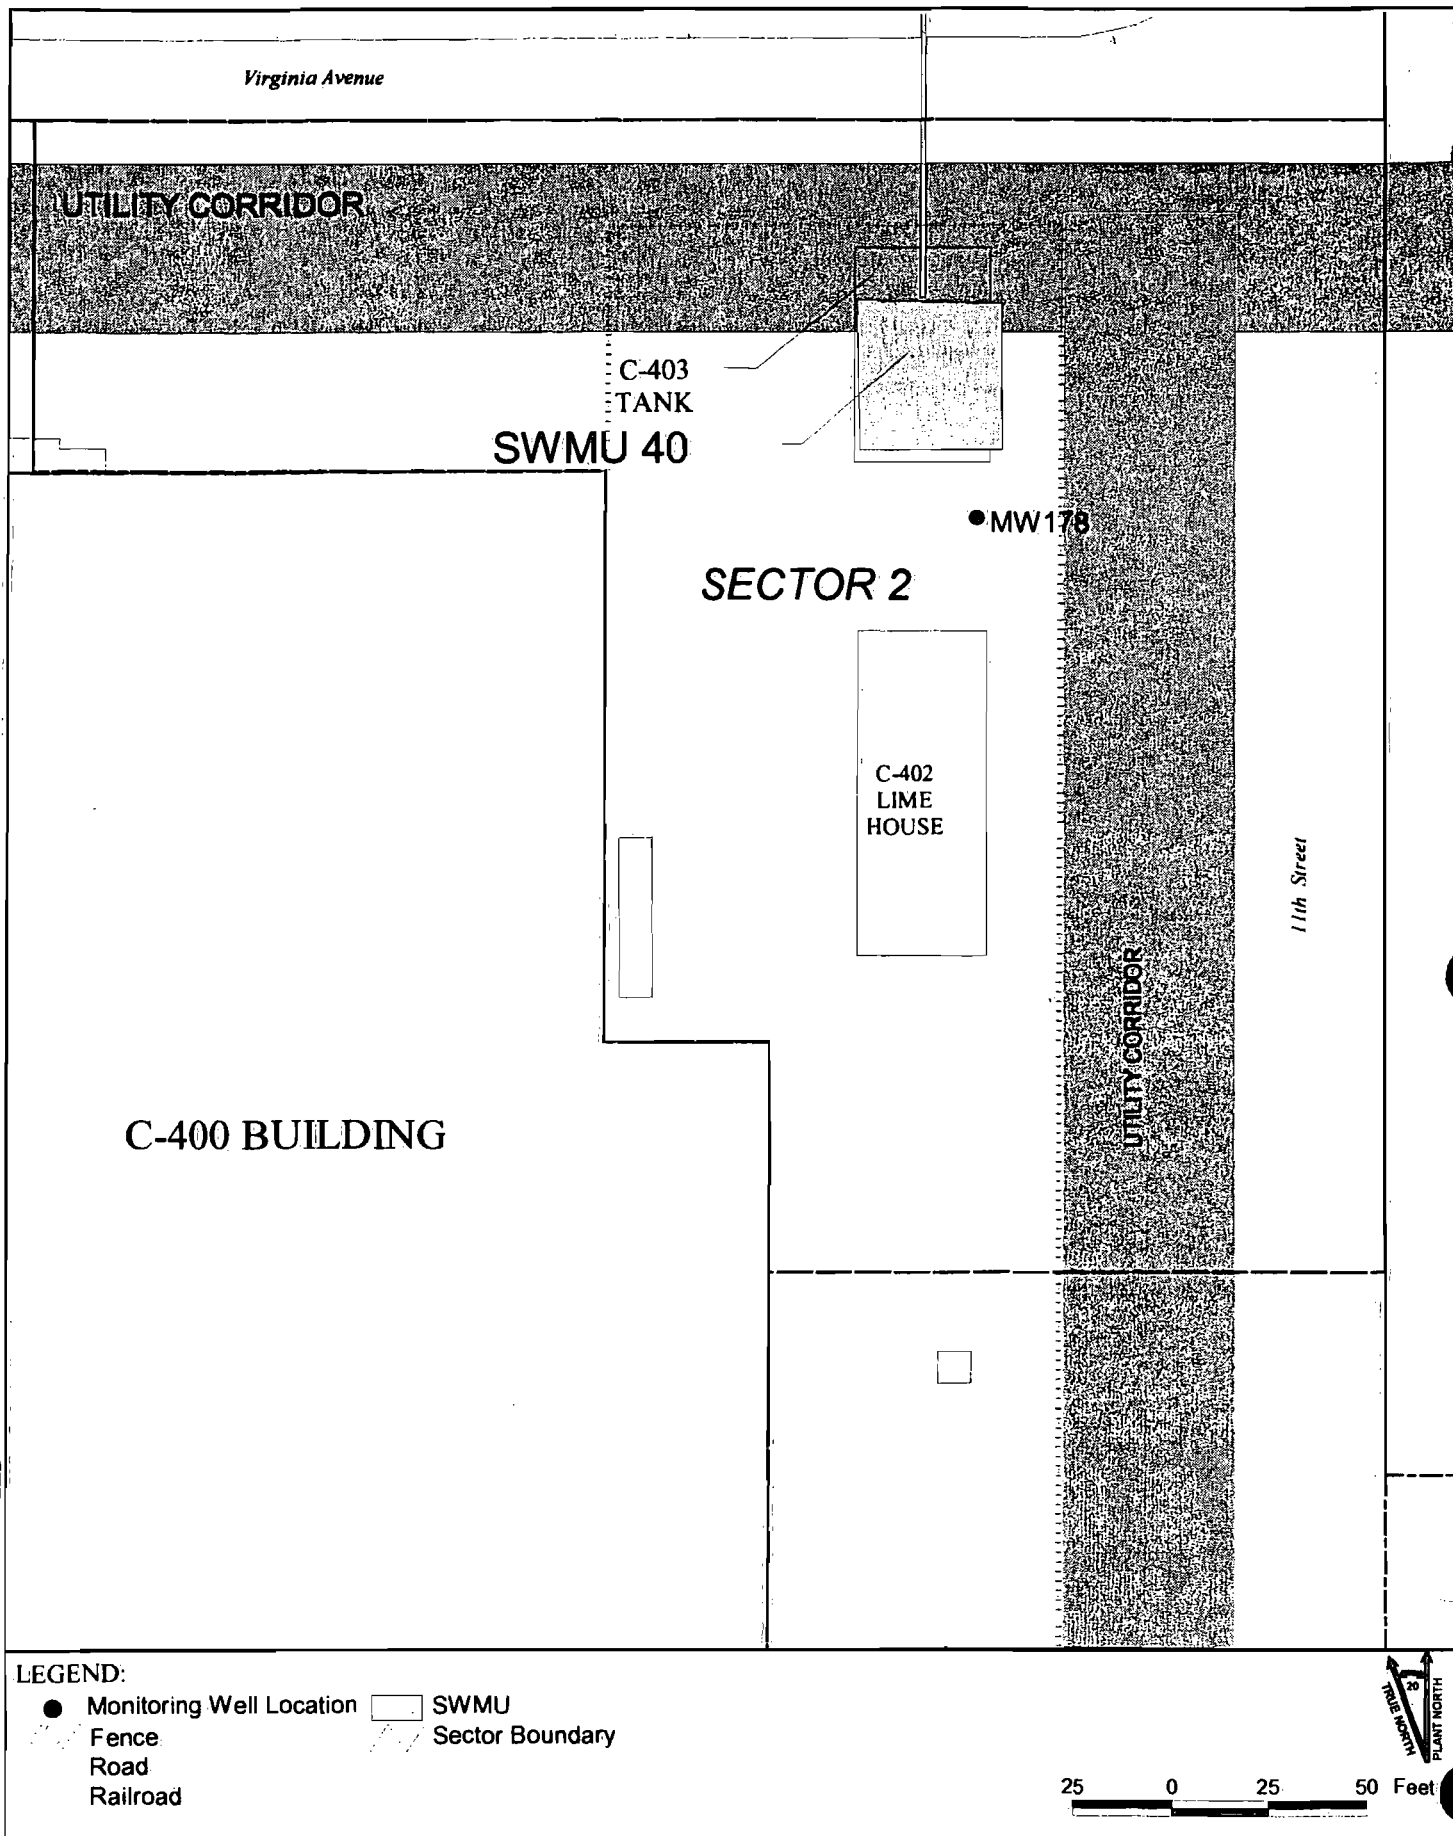 Virginia Avenue
UTILITY CORRIDOR
C-403
TANK
SWMU 40
MW178
SECTOR 2
C-402
LIME
HOUSE
11th Street
UTILITY CORRIDOR
C-400 BUILDING
LEGEND:
Monitoring Well Location
SWMU
Fence
Sector Boundary
Road
Railroad
20
TRUE NORTH
PLANT NORTH
25 0 25 50 Feet